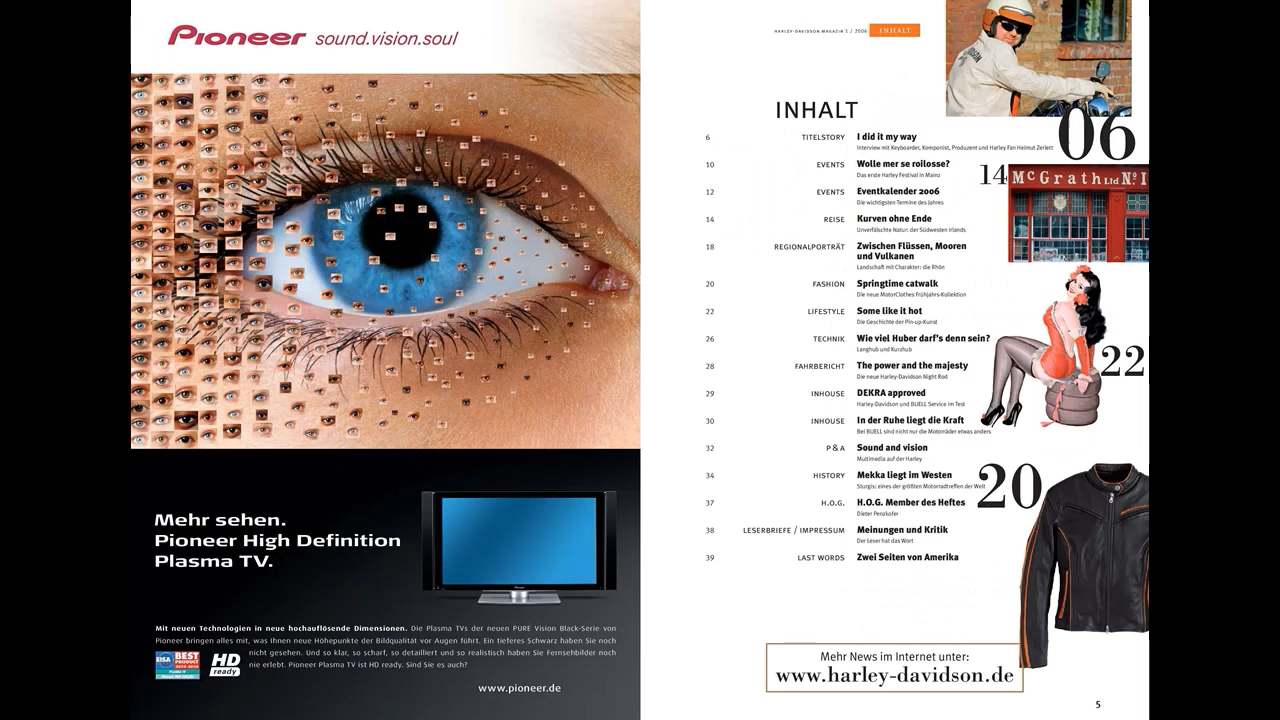 Pioneer sound.vision.soul
Mehr sehen.
Pioneer High Definition
Plasma TV.
Mit neuen Technologien in neue hochauflösende Dimensionen. Die Plasma TVs der neuen PURE Vision Black-Serie von
Pioneer bringen alles mit, was Ihnen neue Höhepunkte der Bildqualität vor Augen führt. Ein tieferes Schwarz haben Sie noch
nicht gesehen. Und so klar, so scharf, so detailliert und so realistisch haben Sie Fernsehbilder noch
nie erlebt. Pioneer Plasma TV ist HD ready. Sind Sie es auch?
EISA BEST
PRODUCT
HD
ready
www.pioneer.de
HARLEY-DAVIDSON MAGAZIN 1 / 2006 INHALT
INHALT
06
6 TITELSTORY I did it my way
Interview mit Keyboarder, Komponist, Produzent und Harley Fan Helmut Zerlett
10 EVENTS Wolle mer se roilosse?
Das erste Harley Festival in Mainz
14
McGrath Ltd No 1
12 EVENTS Eventkalender 2006
Die wichtigsten Termine des Jahres
14 REISE Kurven ohne Ende
Unverfälschte Natur: der Südwesten Irlands
18 REGIONALPORTRÄT Zwischen Flüssen, Mooren
und Vulkanen
Landschaft mit Charakter: die Rhön
20 FASHION Springtime catwalk
Die neue MotorClothes Frühjahrs-Kollektion
22 LIFESTYLE Some like it hot
Die Geschichte der Pin-up-Kunst
26 TECHNIK Wie viel Huber darf's denn sein?
Langhub und Kurzhub
22
28 FAHRBERICHT The power and the majesty
Die neue Harley-Davidson Night Rod
29 INHOUSE DEKRA approved
Harley-Davidson und BUELL Service im Test
30 INHOUSE In der Ruhe liegt die Kraft
Bei BUELL sind nicht nur die Motorräder etwas anders
32 P & A Sound and vision
Multimedia auf der Harley
34 HISTORY Mekka liegt im Westen
Sturgis: eines der größten Motorradtreffen der Welt
20
37 H.O.G. H.O.G. Member des Heftes
Dieter Penzkofer
38 LESERBRIEFE / IMPRESSUM Meinungen und Kritik
Der Leser hat das Wort
39 LAST WORDS Zwei Seiten von Amerika
Mehr News im Internet unter:
www.harley-davidson.de
5